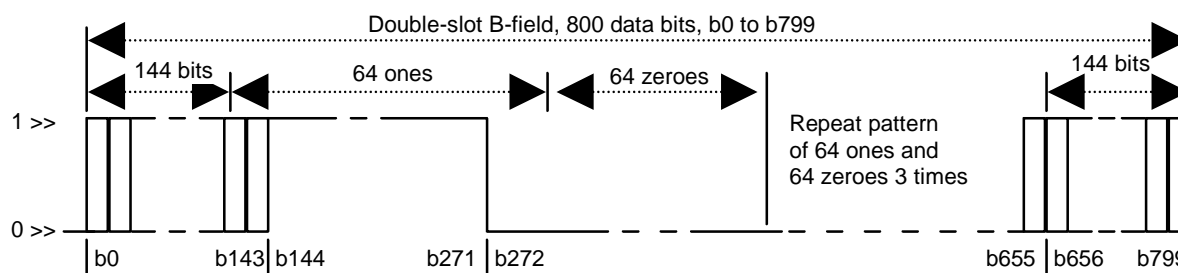 Double-slot B-field, 800 data bits, b0 to b799
144 bits
64 ones
64 zeroes
144 bits
1 >>
Repeat pattern
of 64 ones and
64 zeroes 3 times
0 >>
b0
b143
b144
b271
b272
b655
b656
b799